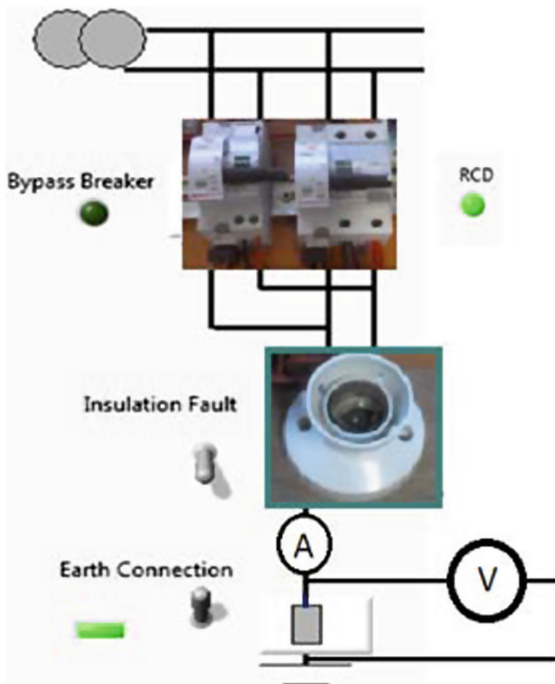 Bypass Breaker
RCD
Insulation Fault
A
Earth Connection
V